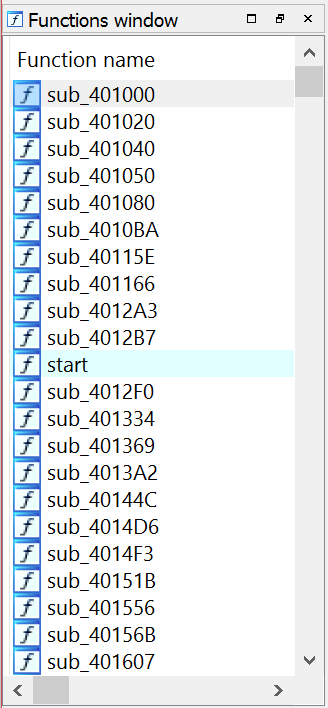 Functions window
Function name
sub_401000
sub_401020
sub_401040
sub_401050
sub_401080
sub_4010BA
sub_40115E
sub_401166
sub_4012A3
sub_4012B7
start
sub_4012F0
sub_401334
sub_401369
sub_4013A2
sub_40144C
sub_4014D6
sub_4014F3
sub_40151B
sub_401556
sub_40156B
sub_401607